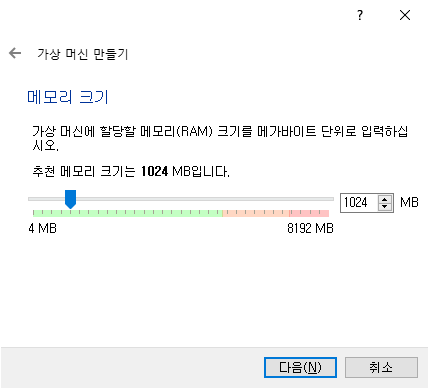 ?
가상 머신 만들기
메모리 크기
가상 머신에 할당할 메모리(RAM) 크기를 메가바이트 단위로 입력하십
시오.
추천 메모리 크기는 1024 MB입니다.
1024 MB
4 MB 8192 MB
다음(N) 취소